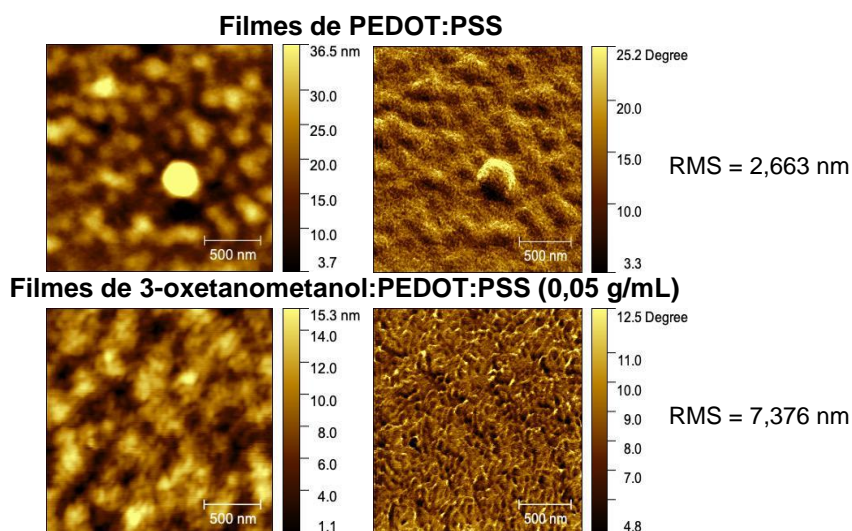 Filmes de PEDOT:PSS
36.5 nm
30.0
25.0
20.0
15.0
10.0
3.7
500 nm
25.2 Degree
20.0
15.0
10.0
3.3
500 nm
RMS = 2,663 nm
Filmes de 3-oxetanometanol:PEDOT:PSS (0,05 g/mL)
15.3 nm
14.0
12.0
10.0
8.0
6.0
4.0
1.1
500 nm
12.5 Degree
11.0
10.0
9.0
8.0
7.0
4.8
500 nm
RMS = 7,376 nm